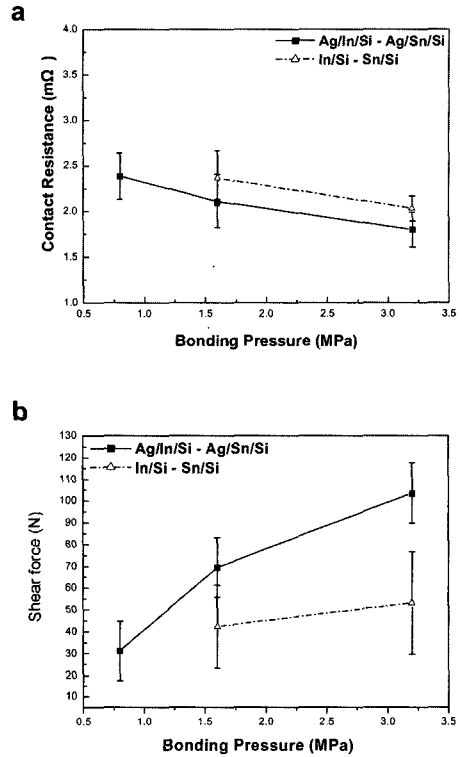 a
Ag/In/Si - Ag/Sn/Si
In/Si - Sn/Si
4.0
3.5
3.0
2.5
2.0
1.5
1.0
Contact Resistance (mΩ )
0.5 1.0 1.5 2.0 2.5 3.0 3.5
Bonding Pressure (MPa)
b
Ag/In/Si - Ag/Sn/Si
In/Si - Sn/Si
130
120
110
100
90
80
70
60
50
40
30
20
10
Shear force (N)
0.5 1.0 1.5 2.0 2.5 3.0 3.5
Bonding Pressure (MPa)